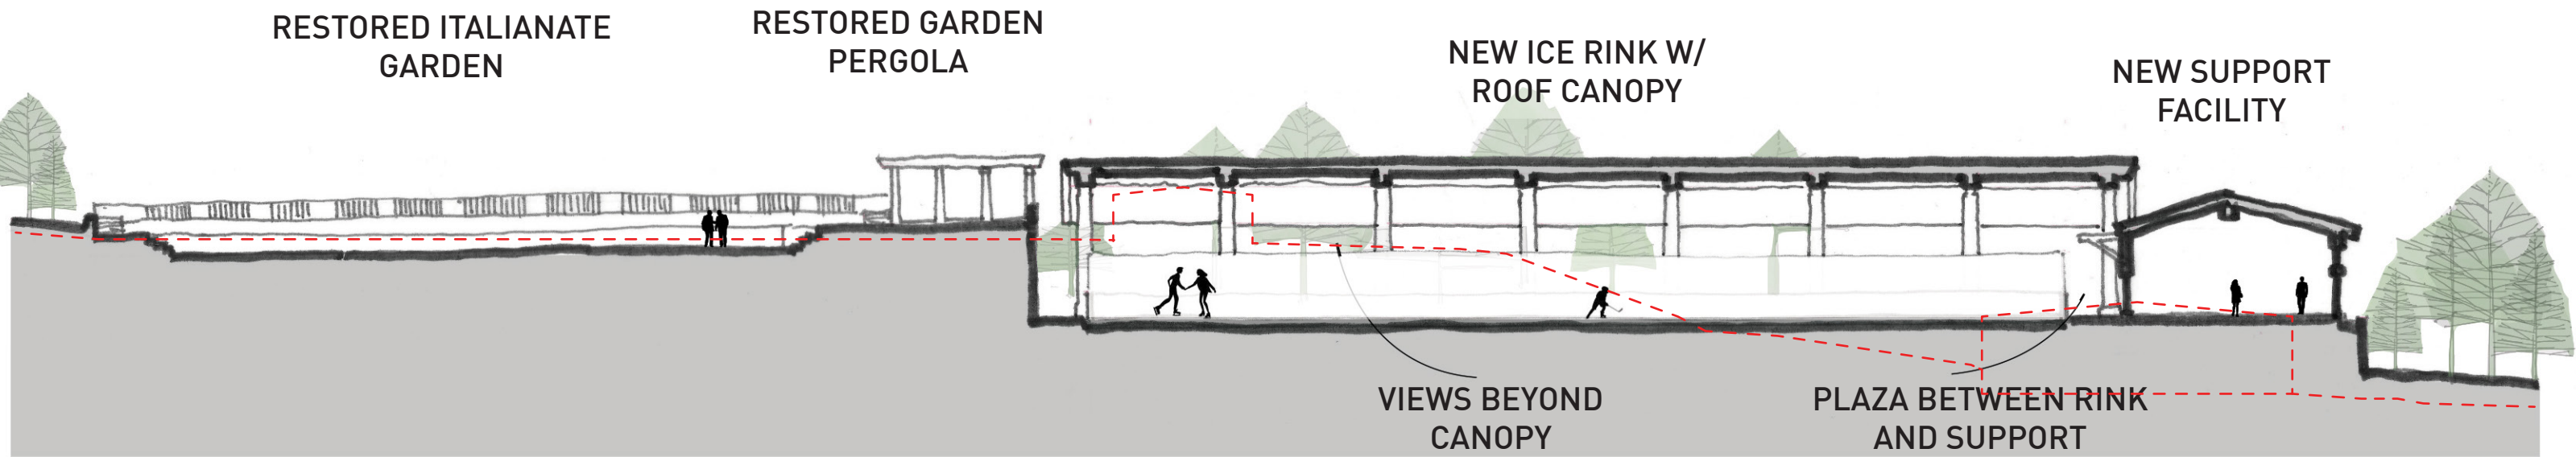 RESTORED ITALIANATE
GARDEN
RESTORED GARDEN
PERGOLA
NEW ICE RINK W/
ROOF CANOPY
NEW SUPPORT
FACILITY
VIEWS BEYOND
CANOPY
PLAZA BETWEEN RINK
AND SUPPORT